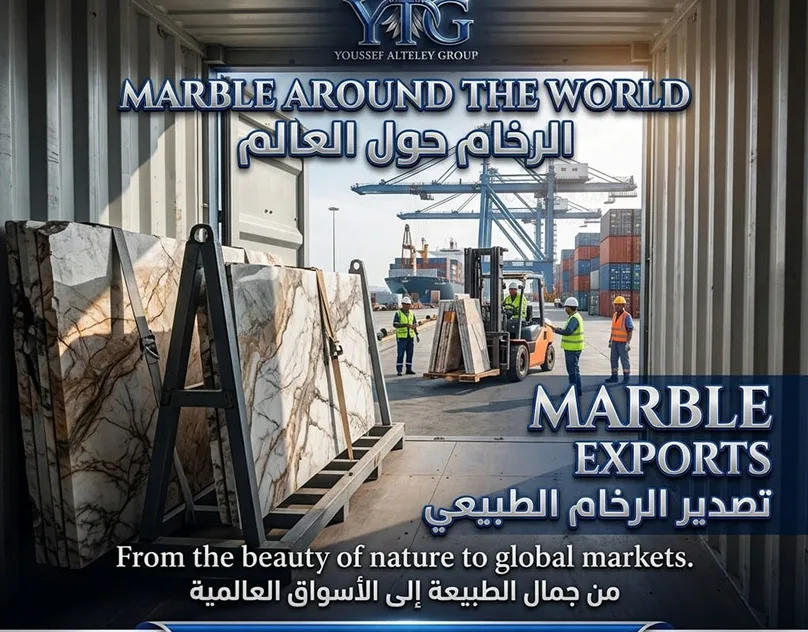 YTG
YOUSSEF ALTELEY GROUP
MARBLE AROUND THE WORLD
الرخام حول العالم
MARBLE
EXPORTS
تصدير الرخام الطبيعي
From the beauty of nature to global markets.
من جمال الطبيعة إلى الأسواق العالمية